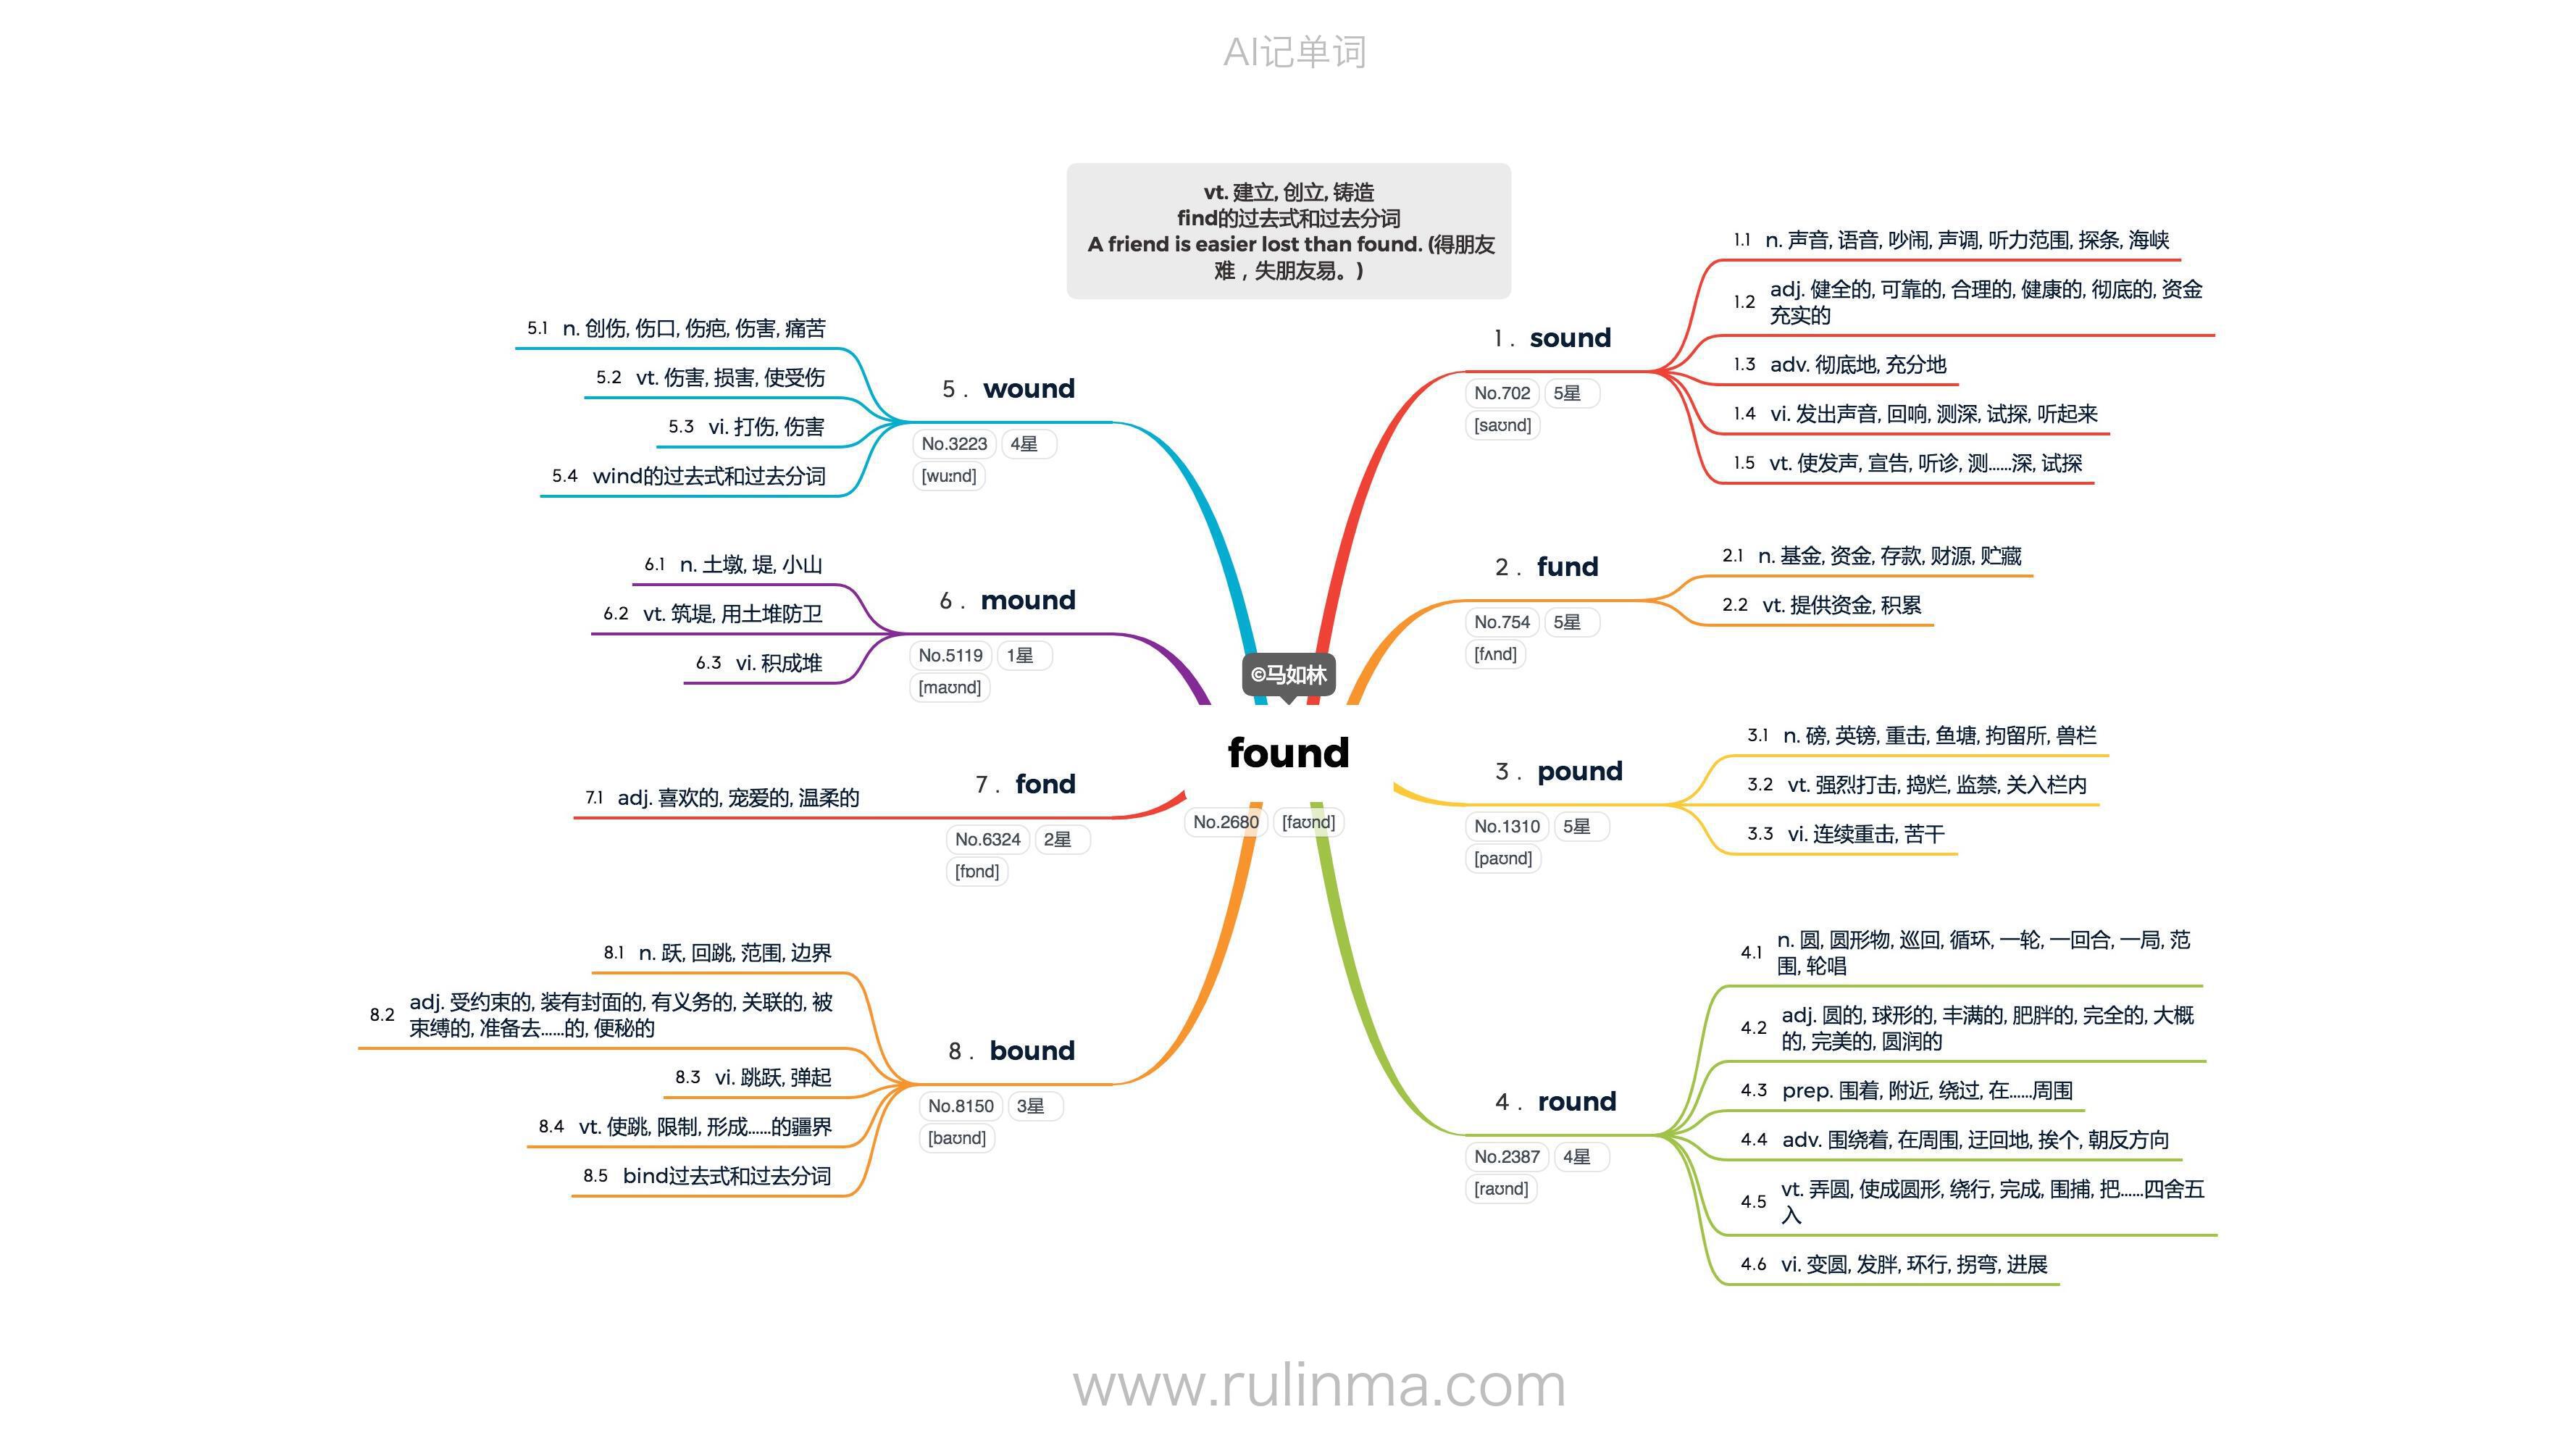 AI记单词
vt. 建立, 创立, 铸造
find的过去式和过去分词
A friend is easier lost than found. (得朋友
难，失朋友易。)
©马如林
found
No.2680 [faʊnd]
1. sound
No.702 5星
[saʊnd]
1.1 n. 声音, 语音, 吵闹, 声调, 听力范围, 探条, 海峡
1.2 adj. 健全的, 可靠的, 合理的, 健康的, 彻底的, 资金
充实的
1.3 adv. 彻底地, 充分地
1.4 vi. 发出声音, 回响, 测深, 试探, 听起来
1.5 vt. 使发声, 宣告, 听诊, 测……深, 试探
2. fund
No.754 5星
[fʌnd]
2.1 n. 基金, 资金, 存款, 财源, 贮藏
2.2 vt. 提供资金, 积累
3. pound
No.1310 5星
[paʊnd]
3.1 n. 磅, 英镑, 重击, 鱼塘, 拘留所, 兽栏
3.2 vt. 强烈打击, 捣烂, 监禁, 关入栏内
3.3 vi. 连续重击, 苦干
4. round
No.2387 4星
[raʊnd]
4.1 n. 圆, 圆形物, 巡回, 循环, 一轮, 一回合, 一局, 范
围, 轮唱
4.2 adj. 圆的, 球形的, 丰满的, 肥胖的, 完全的, 大概
的, 完美的, 圆润的
4.3 prep. 围着, 附近, 绕过, 在……周围
4.4 adv. 围绕着, 在周围, 迂回地, 挨个, 朝反方向
4.5 vt. 弄圆, 使成圆形, 绕行, 完成, 围捕, 把……四舍五
入
4.6 vi. 变圆, 发胖, 环行, 拐弯, 进展
5. wound
No.3223 4星
[wuːnd]
5.1 n. 创伤, 伤口, 伤疤, 伤害, 痛苦
5.2 vt. 伤害, 损害, 使受伤
5.3 vi. 打伤, 伤害
5.4 wind的过去式和过去分词
6. mound
No.5119 1星
[maʊnd]
6.1 n. 土墩, 堤, 小山
6.2 vt. 筑堤, 用土堆防卫
6.3 vi. 积成堆
7. fond
No.6324 2星
[fɒnd]
7.1 adj. 喜欢的, 宠爱的, 温柔的
8. bound
No.8150 3星
[baʊnd]
8.1 n. 跃, 回跳, 范围, 边界
8.2 adj. 受约束的, 装有封面的, 有义务的, 关联的, 被
束缚的, 准备去……的, 便秘的
8.3 vi. 跳跃, 弹起
8.4 vt. 使跳, 限制, 形成……的疆界
8.5 bind过去式和过去分词
www.rulinma.com